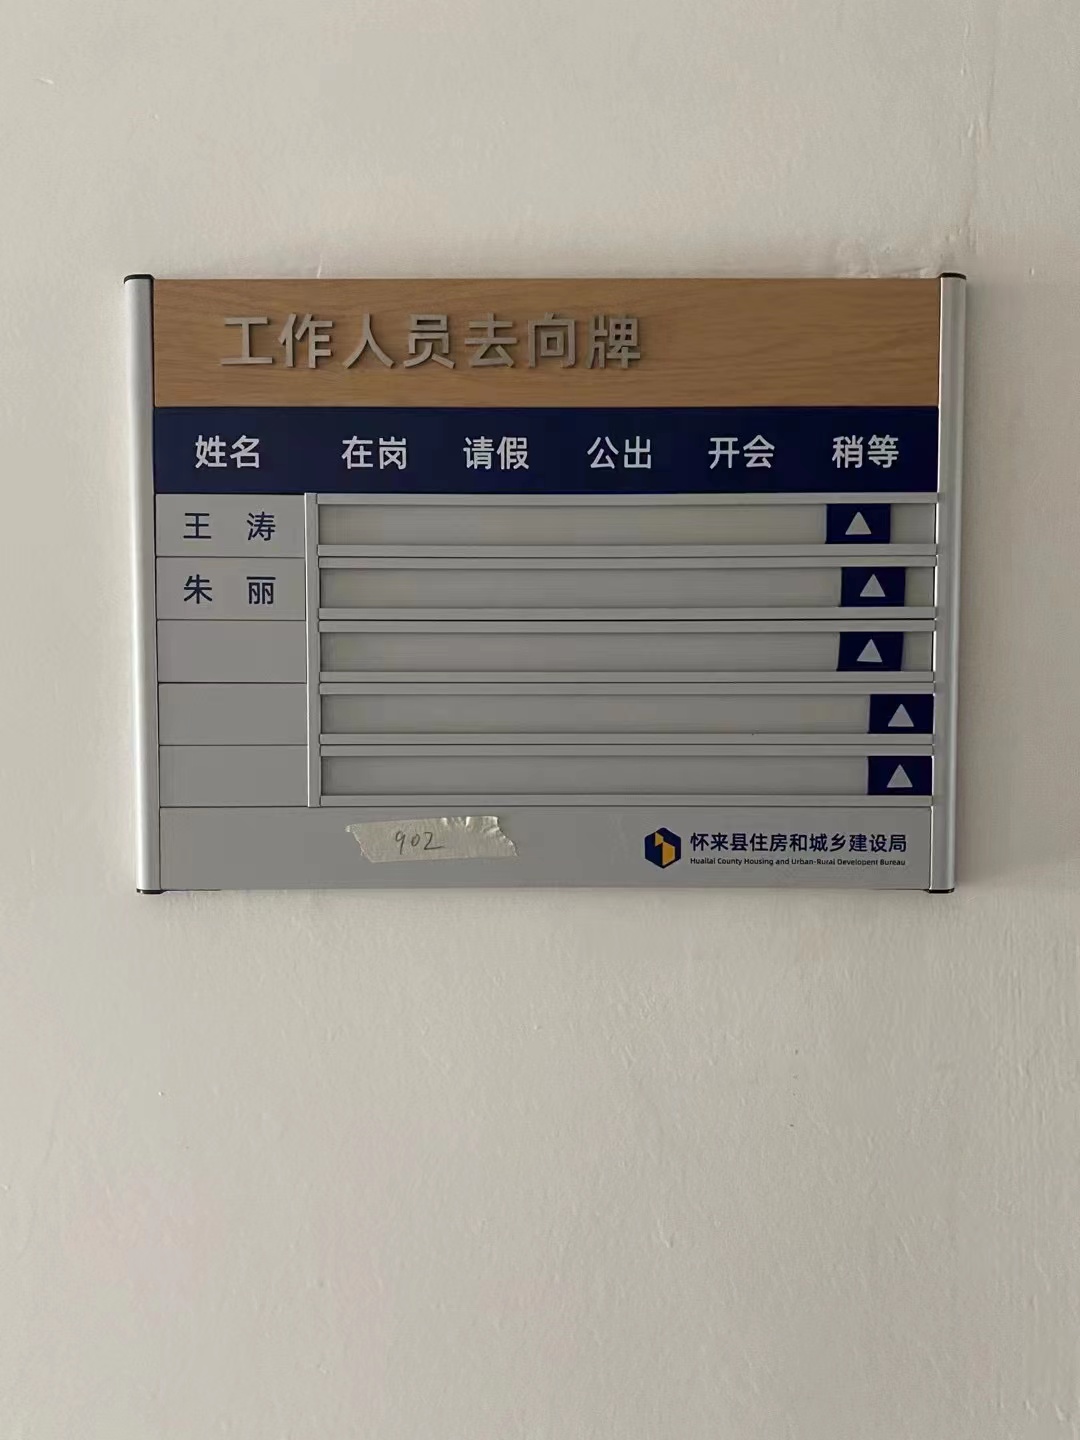 工作人员去向牌
姓名 在岗 请假 公出 开会 稍等
王 涛
朱 丽
902
怀来县住房和城乡建设局
Huailal County Housing and Urban-Rural Developent Bureau